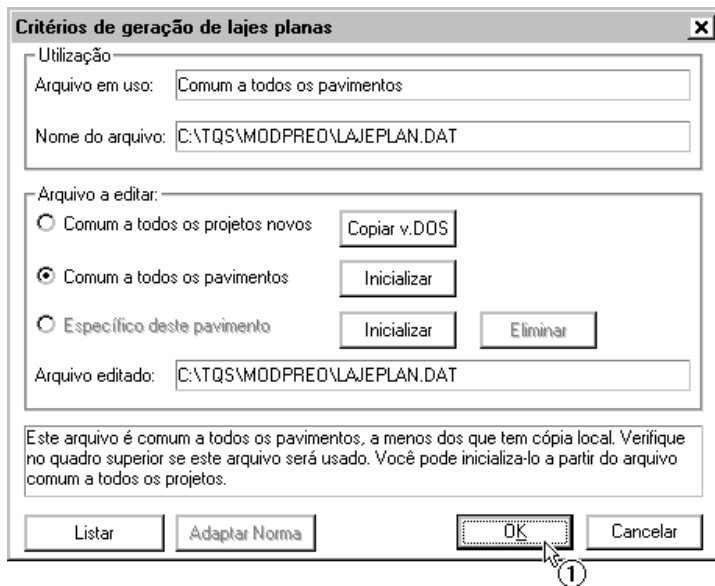 Critérios de geração de lajes planas
Utilização
Arquivo em uso: Comum a todos os pavimentos
Nome do arquivo: C:\TQS\MODPREO\LAJEPLAN.DAT
Arquivo a editar:
Comum a todos os projetos novos Copiar v.DOS
Comum a todos os pavimentos Inicializar
Específico deste pavimento Inicializar Eliminar
Arquivo editado: C:\TQS\MODPREO\LAJEPLAN.DAT
Este arquivo é comum a todos os pavimentos, a menos dos que tem cópia local. Verifique
no quadro superior se este arquivo será usado. Você pode inicializa-lo a partir do arquivo
comum a todos os projetos.
Listar Adaptar Norma OK Cancelar
1